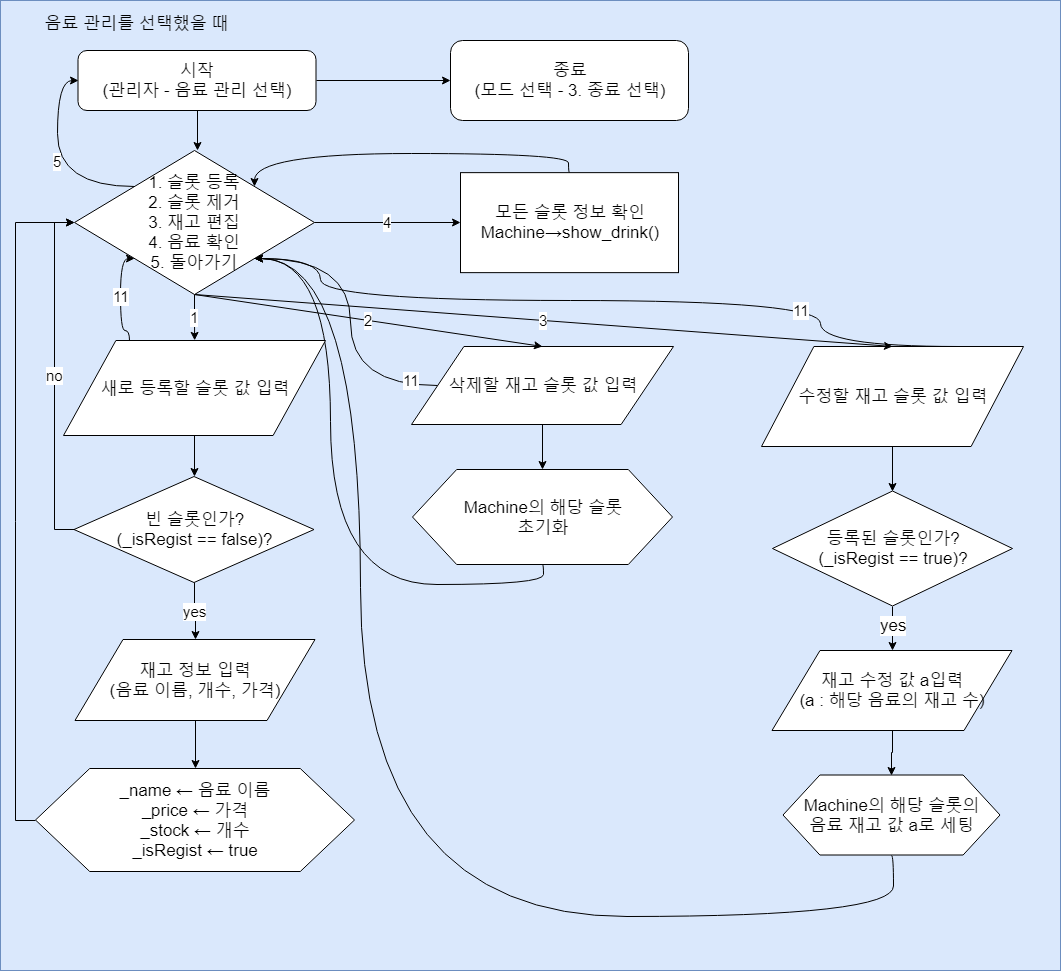 음료 관리를 선택했을 때
시작
(관리자 - 음료 관리 선택)
종료
(모드 선택 - 3. 종료 선택)
5
1. 슬롯 등록
2. 슬롯 제거
3. 재고 편집
4. 음료 확인
5. 돌아가기
4
모든 슬롯 정보 확인
Machine→show_drink()
11
1
2
3
11
no
새로 등록할 슬롯 값 입력
11
삭제할 재고 슬롯 값 입력
수정할 재고 슬롯 값 입력
빈 슬롯인가?
(_isRegist == false)?
Machine의 해당 슬롯
초기화
등록된 슬롯인가?
(_isRegist == true)?
yes
yes
재고 정보 입력
(음료 이름, 개수, 가격)
재고 수정 값 a입력
(a : 해당 음료의 재고 수)
_name ← 음료 이름
_price ← 가격
_stock ← 개수
_isRegist ← true
Machine의 해당 슬롯의
음료 재고 값 a로 세팅